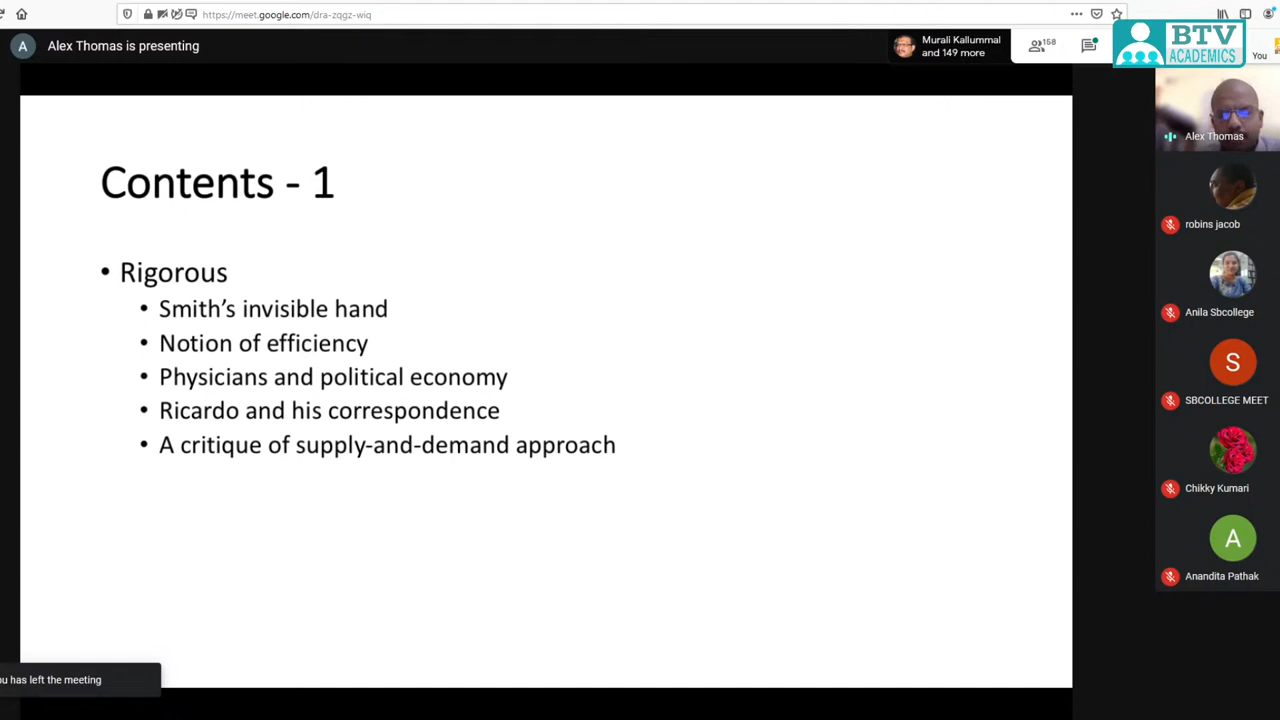 https://meet.google.com/dra-zqgz-wiq
A
Alex Thomas is presenting
Murali Kallummal
and 149 more
158
BTV
ACADEMICS
You
Alex Thomas
Contents - 1
• Rigorous
• Smith's invisible hand
• Notion of efficiency
• Physicians and political economy
• Ricardo and his correspondence
• A critique of supply-and-demand approach
robins jacob
Anila Sbcollege
S
SBCOLLEGE MEET
Chikky Kumari
A
Anandita Pathak
ou has left the meeting